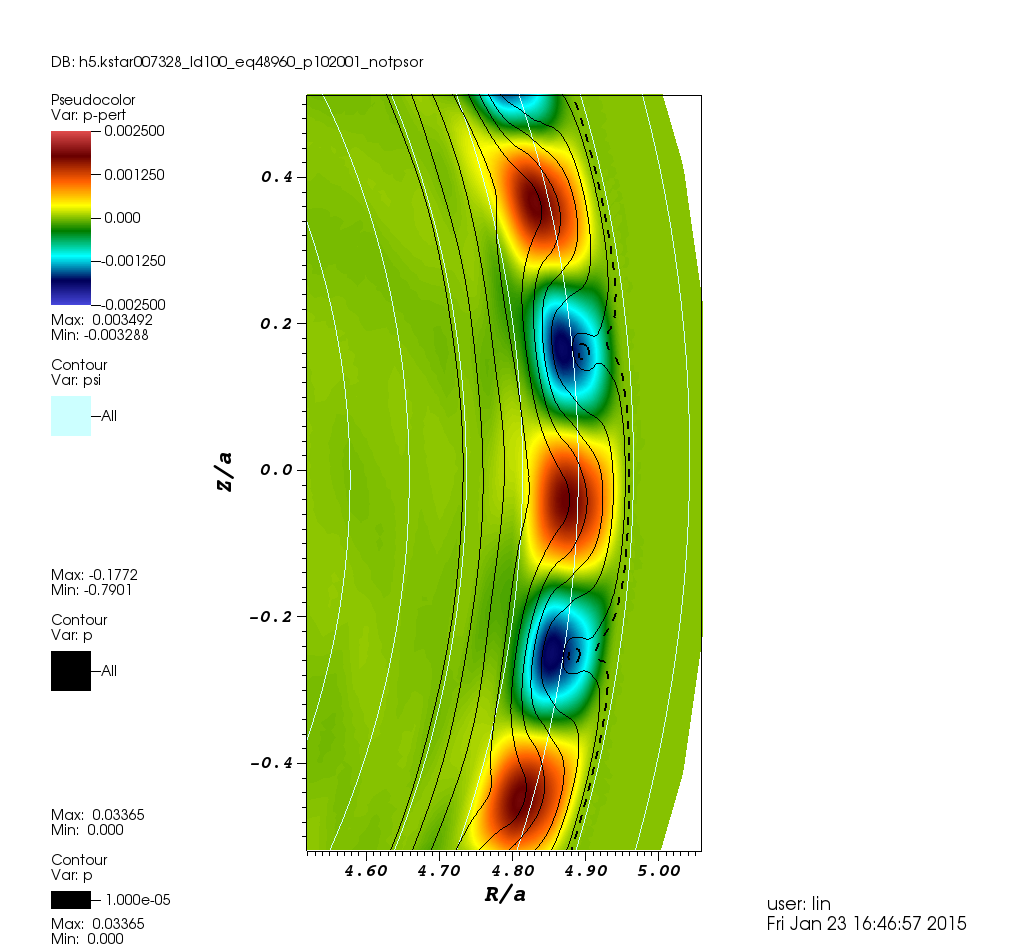 DB: h5.kstar007328_ld100_eq48960_p102001_notpsor
Pseudocolor
Var: p-pert
0.002500
0.001250
0.000
-0.001250
-0.002500
Max: 0.003492
Min: -0.003288
Contour
Var: psi
All
Max: -0.1772
Min: -0.7901
Contour
Var: p
All
Max: 0.03365
Min: 0.000
Contour
Var: p
1.000e-05
Max: 0.03365
Min: 0.000
0.4
0.2
0.0
-0.2
-0.4
Z/a
4.60 4.70 4.80 4.90 5.00
R/a
user: lin
Fri Jan 23 16:46:57 2015